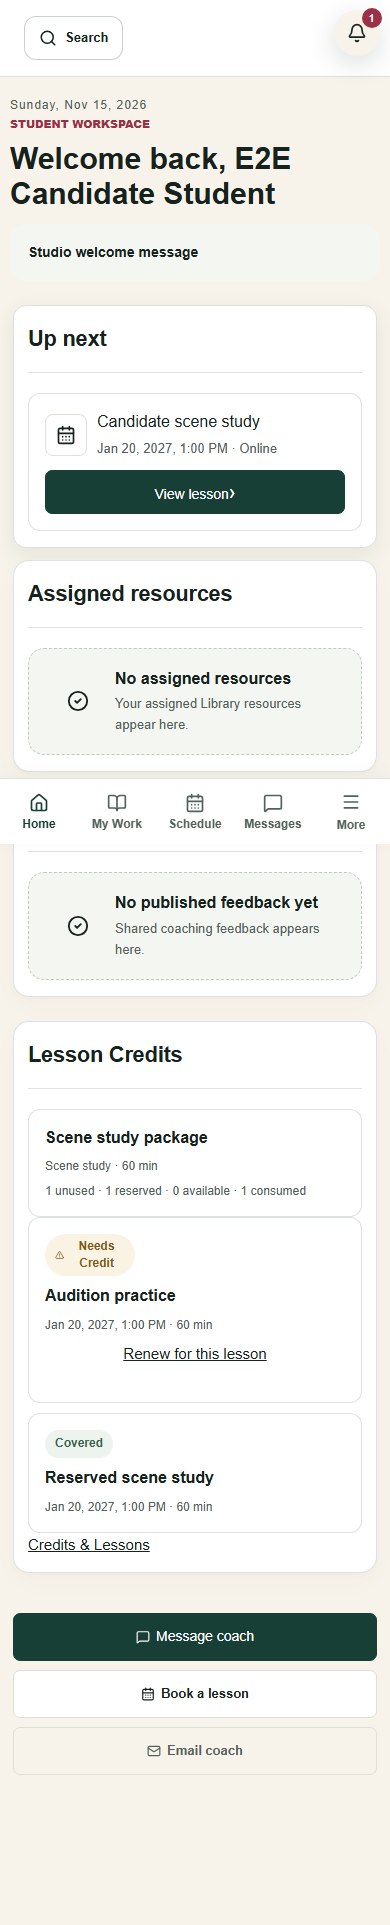 Search
1
Sunday, Nov 15, 2026
STUDENT WORKSPACE
Welcome back, E2E
Candidate Student
Studio welcome message
Up next
Candidate scene study
Jan 20, 2027, 1:00 PM · Online
View lesson›
Assigned resources
No assigned resources
Your assigned Library resources
appear here.
Home
My Work
Schedule
Messages
More
No published feedback yet
Shared coaching feedback appears
here.
Lesson Credits
Scene study package
Scene study · 60 min
1 unused · 1 reserved · 0 available · 1 consumed
Needs
Credit
Audition practice
Jan 20, 2027, 1:00 PM · 60 min
Renew for this lesson
Covered
Reserved scene study
Jan 20, 2027, 1:00 PM · 60 min
Credits & Lessons
Message coach
Book a lesson
Email coach